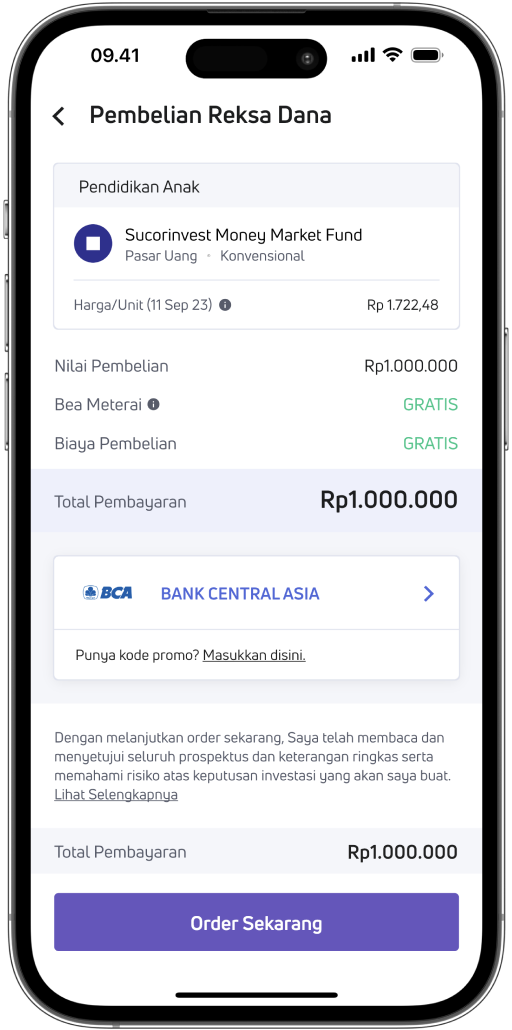 09.41
Pembelian Reksa Dana
Pendidikan Anak
Sucorinvest Money Market Fund
Pasar Uang • Konvensional
Harga/Unit (11 Sep 23) Rp 1.722,48
Nilai Pembelian Rp1.000.000
Bea Meterai GRATIS
Biaya Pembelian GRATIS
Total Pembayaran Rp1.000.000
BCA BANK CENTRAL ASIA
Punya kode promo? Masukkan disini.
Dengan melanjutkan order sekarang, Saya telah membaca dan
menyetujui seluruh prospektus dan keterangan ringkas serta
memahami risiko atas keputusan investasi yang akan saya buat.
Lihat Selengkapnya
Total Pembayaran Rp1.000.000
Order Sekarang